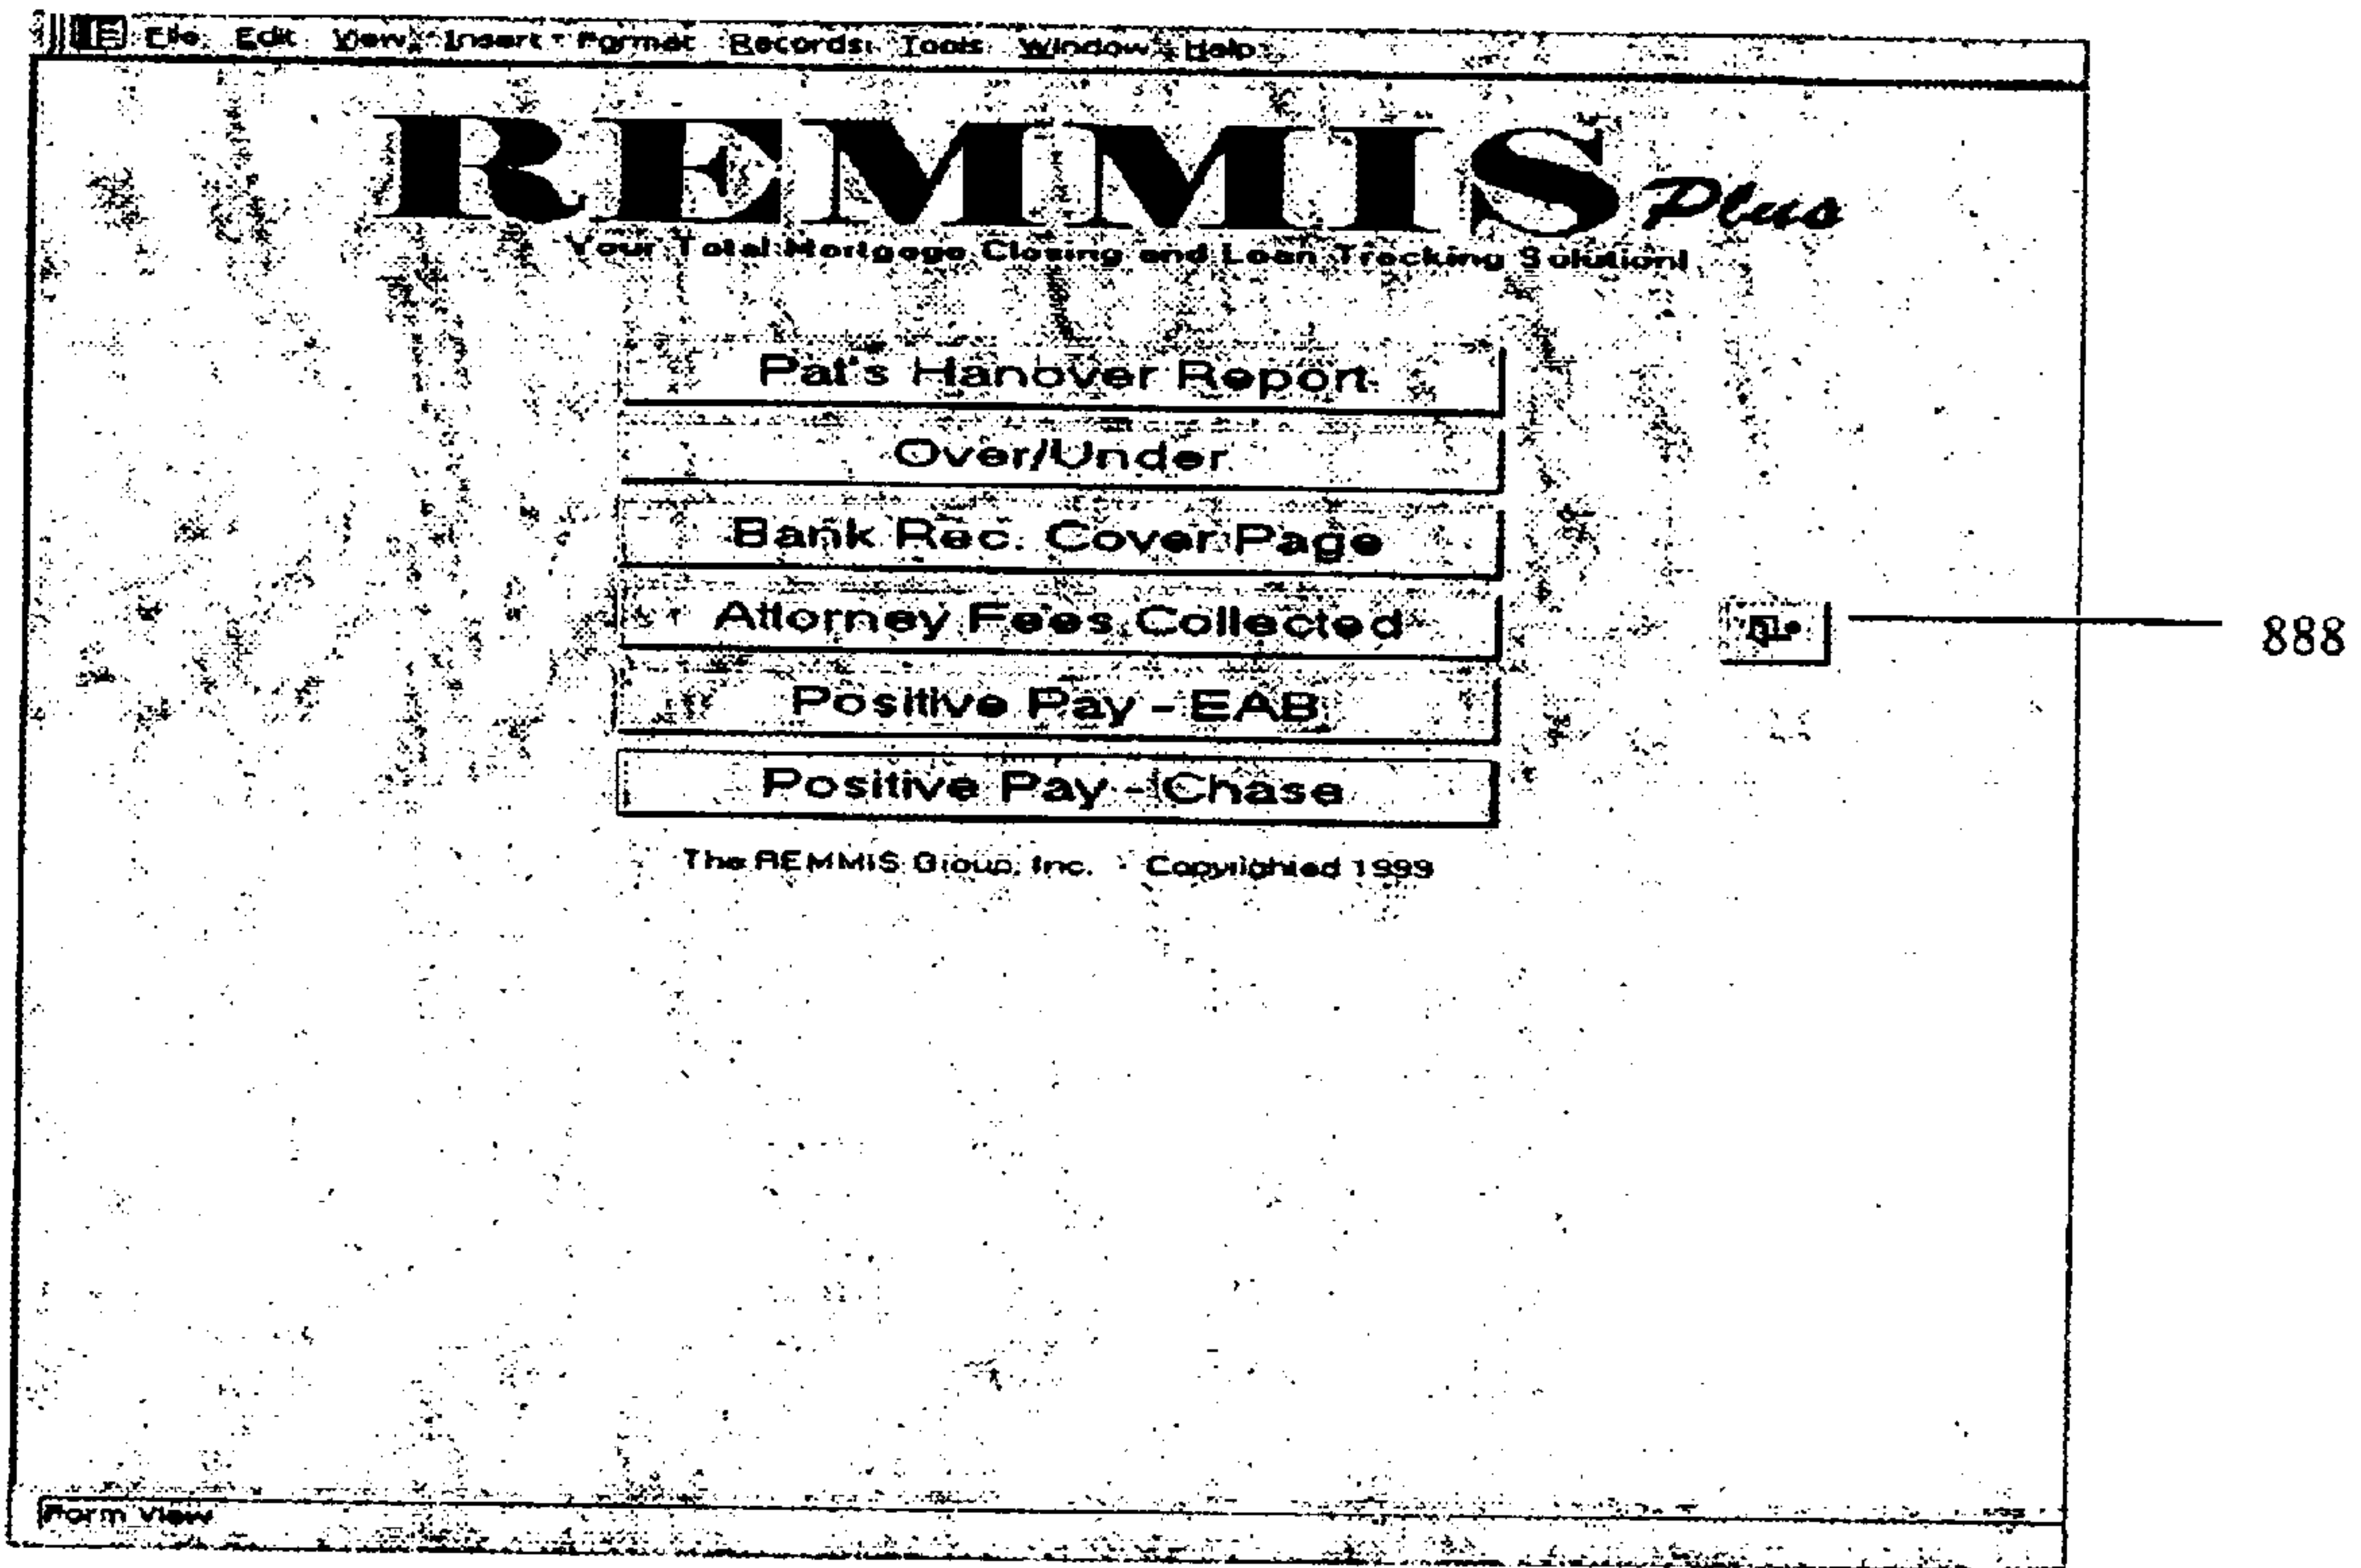 File Edit View Insert Format Records Tools Window Help
REMMIS Plus
Your Total Mortgage Closing and Loan Tracking Solution!
Pat's Hanover Report
Over/Under
Bank Rec. Cover Page
Attorney Fees Collected
888
Positive Pay - EAB
Positive Pay - Chase
The REMMIS Group, Inc. - Copyrighted 1999
Form View